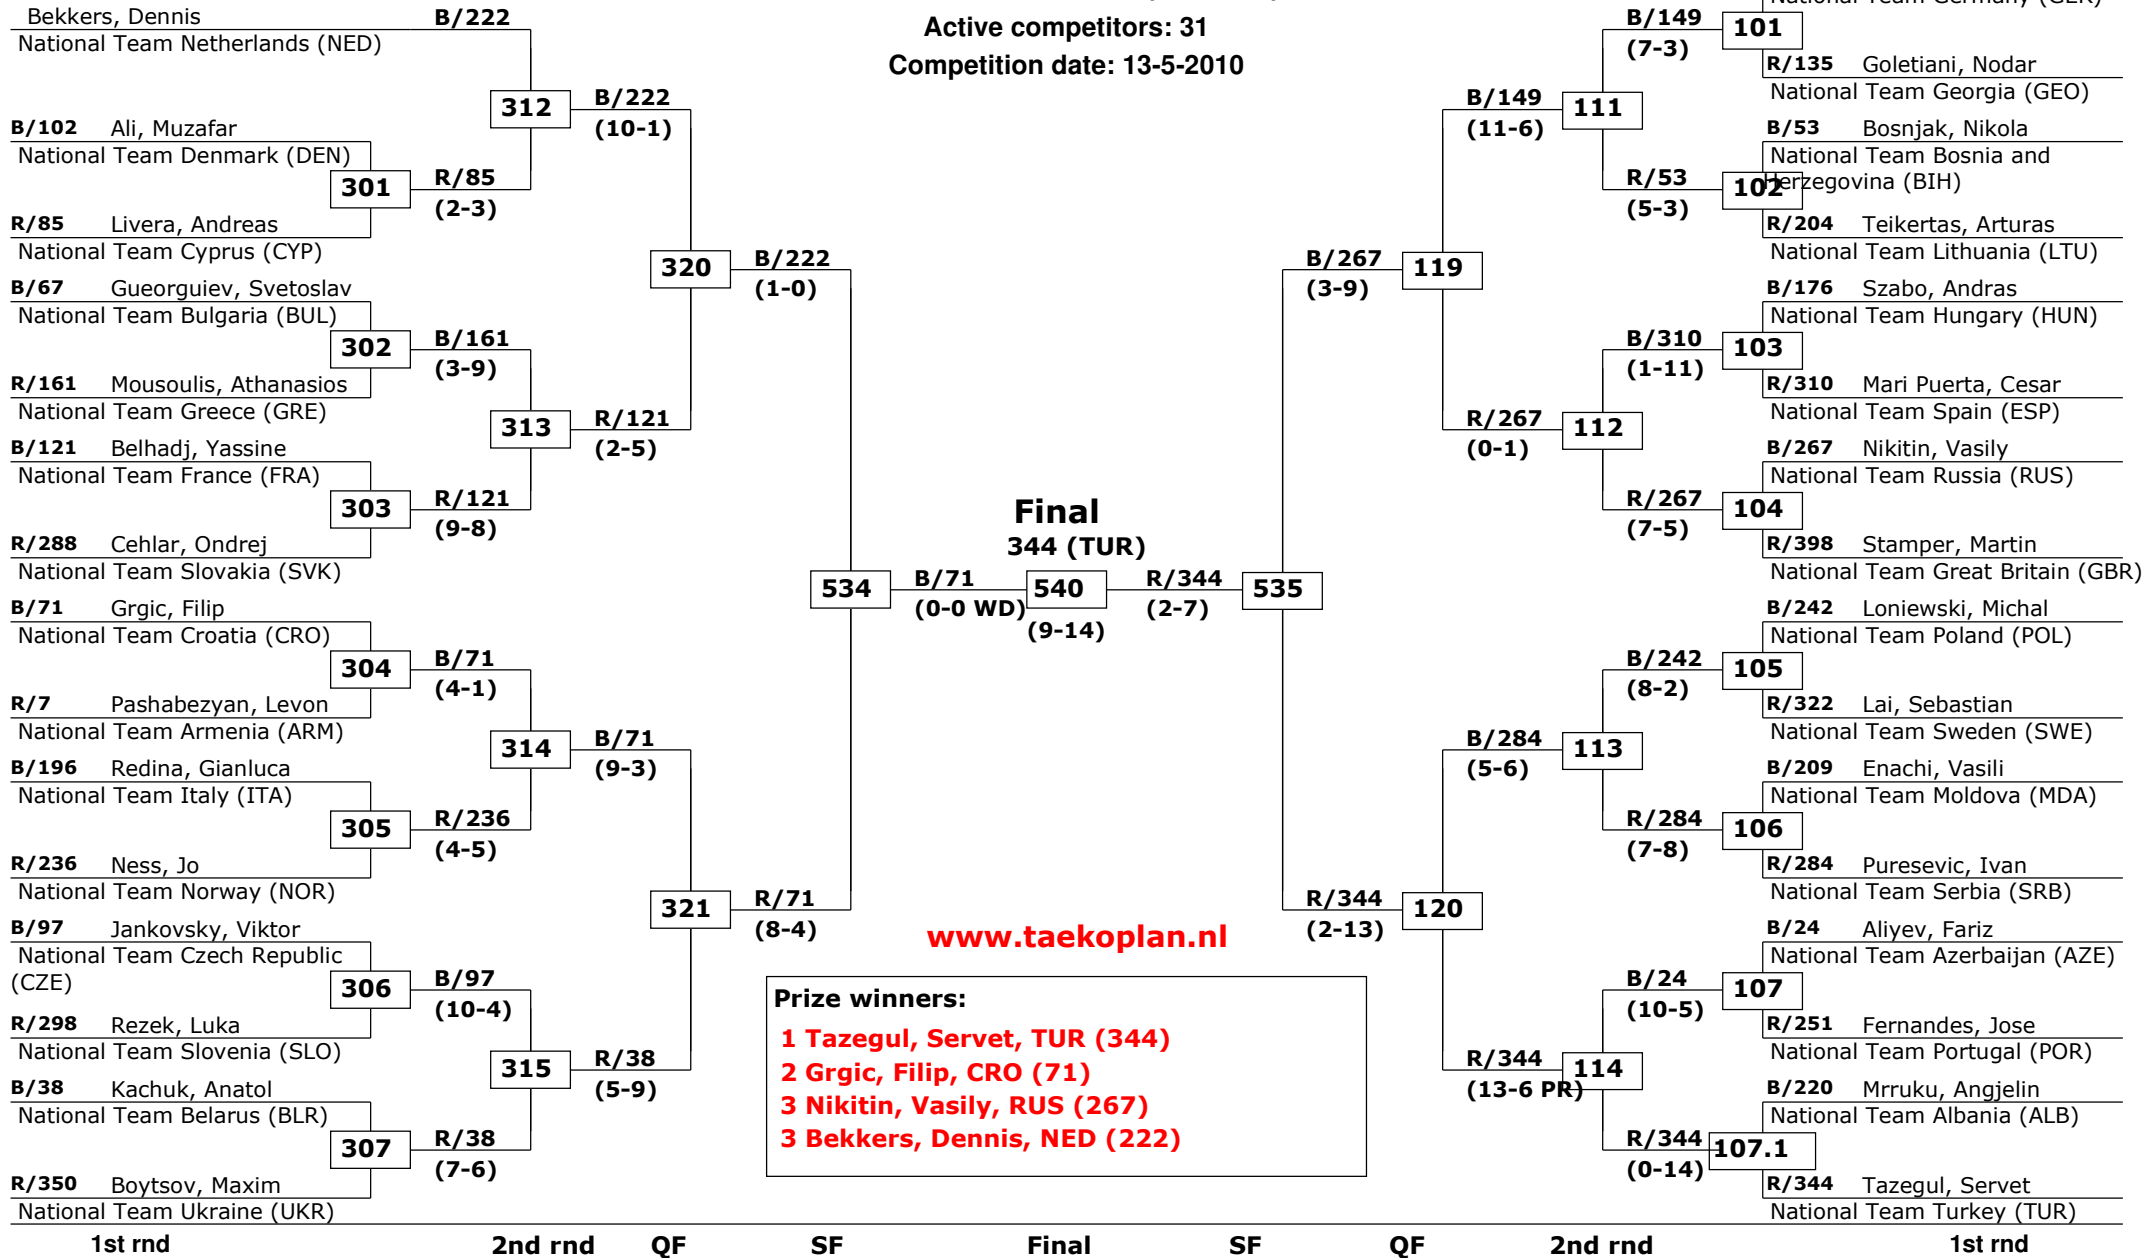 Bekkers, Dennis
B/222
National Team Netherlands (NED)
Active competitors: 31
Competition date: 13-5-2010
312
B/222
(10-1)
B/102 Ali, Muzafar
National Team Denmark (DEN)
301
R/85
(2-3)
R/85 Livera, Andreas
National Team Cyprus (CYP)
320
B/222
(1-0)
B/67 Gueorguiev, Svetoslav
National Team Bulgaria (BUL)
302
B/161
(3-9)
R/161 Mousoulis, Athanasios
National Team Greece (GRE)
313
R/121
(2-5)
B/121 Belhadj, Yassine
National Team France (FRA)
303
R/121
(9-8)
R/288 Cehlar, Ondrej
National Team Slovakia (SVK)
534
B/71
(0-0 WD)
B/71 Grgic, Filip
National Team Croatia (CRO)
304
B/71
(4-1)
R/7 Pashabezyan, Levon
National Team Armenia (ARM)
314
B/71
(9-3)
B/196 Redina, Gianluca
National Team Italy (ITA)
305
R/236
(4-5)
R/236 Ness, Jo
National Team Norway (NOR)
321
R/71
(8-4)
B/97 Jankovsky, Viktor
National Team Czech Republic
(CZE)
306
B/97
(10-4)
R/298 Rezek, Luka
National Team Slovenia (SLO)
315
R/38
(5-9)
B/38 Kachuk, Anatol
National Team Belarus (BLR)
307
R/38
(7-6)
R/350 Boytsov, Maxim
National Team Ukraine (UKR)
Final
344 (TUR)
540
(9-14)
R/344
(2-7)
535
www.taekoplan.nl
Prize winners:
1 Tazegul, Servet, TUR (344)
2 Grgic, Filip, CRO (71)
3 Nikitin, Vasily, RUS (267)
3 Bekkers, Dennis, NED (222)
National Team Germany (GER)
B/149
(7-3)
101
R/135 Goletiani, Nodar
National Team Georgia (GEO)
B/149
(11-6)
111
B/53 Bosnjak, Nikola
National Team Bosnia and
Herzegovina (BIH)
R/53
(5-3)
102
R/204 Teikertas, Arturas
National Team Lithuania (LTU)
B/267
(3-9)
119
B/176 Szabo, Andras
National Team Hungary (HUN)
B/310
(1-11)
103
R/310 Mari Puerta, Cesar
National Team Spain (ESP)
R/267
(0-1)
112
B/267 Nikitin, Vasily
National Team Russia (RUS)
R/267
(7-5)
104
R/398 Stamper, Martin
National Team Great Britain (GBR)
B/242 Loniewski, Michal
National Team Poland (POL)
B/242
(8-2)
105
R/322 Lai, Sebastian
National Team Sweden (SWE)
B/284
(5-6)
113
B/209 Enachi, Vasili
National Team Moldova (MDA)
R/284
(7-8)
106
R/284 Puresevic, Ivan
National Team Serbia (SRB)
R/344
(2-13)
120
B/24 Aliyev, Fariz
National Team Azerbaijan (AZE)
B/24
(10-5)
107
R/251 Fernandes, Jose
National Team Portugal (POR)
R/344
(13-6 PR)
114
B/220 Mrruku, Angjelin
National Team Albania (ALB)
R/344
(0-14)
107.1
R/344 Tazegul, Servet
National Team Turkey (TUR)
1st rnd 2nd rnd QF SF Final SF QF 2nd rnd 1st rnd